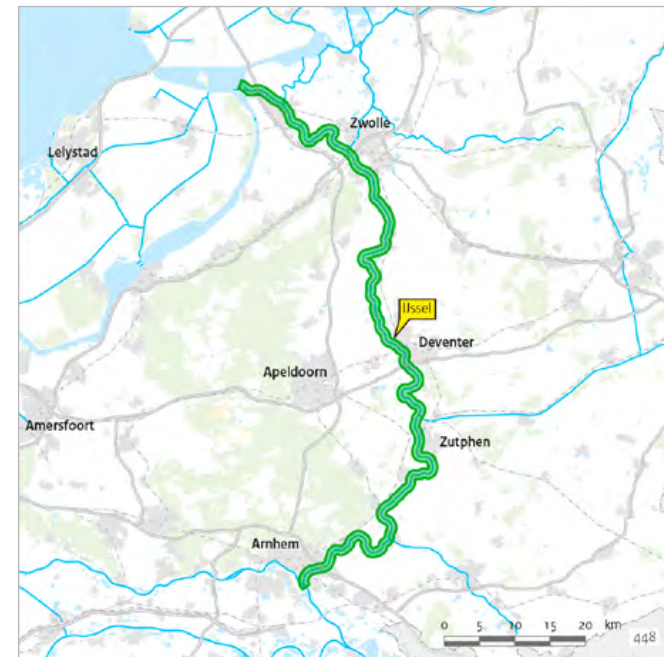 Zwolle
Lelystad
IJssel
Deventer
Apeldoorn
Amersfoort
Zutphen
Arnhem
0 5 10 15 20 km
448